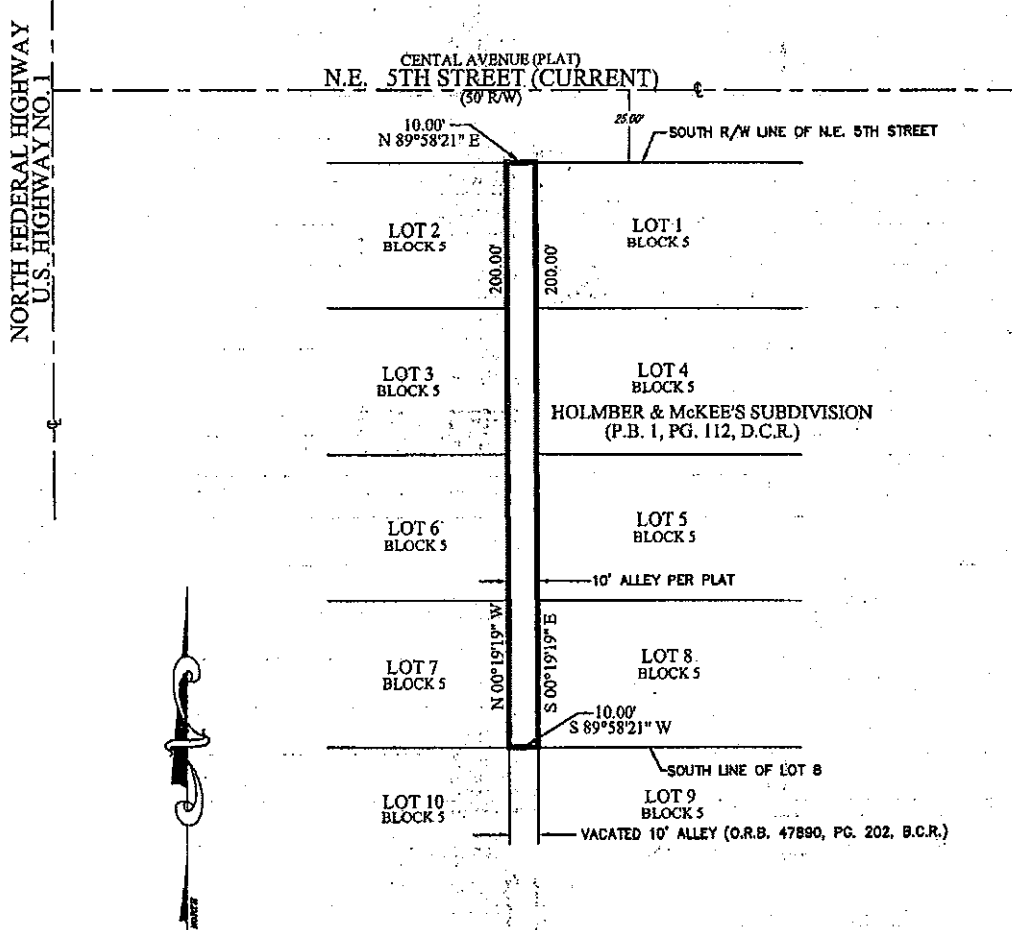 NORTH FEDERAL HIGHWAY
U.S. HIGHWAY NO. 1
CENTAL AVENUE (PLAT)
N.E. 5TH STREET (CURRENT)
(50' R/W)
10.00'
N 89°58'21" E
25.00'
SOUTH R/W LINE OF N.E. 5TH STREET
LOT 2
BLOCK 5
200.00'
200.00'
LOT 1
BLOCK 5
LOT 3
BLOCK 5
LOT 4
BLOCK 5
HOLMBER & McKEE'S SUBDIVISION
(P.B. 1, PG. 112, D.C.R.)
LOT 6
BLOCK 5
LOT 5
BLOCK 5
10' ALLEY PER PLAT
N 00°19'19" W
S 00°19'19" E
LOT 7
BLOCK 5
LOT 8
BLOCK 5
10.00'
S 89°58'21" W
SOUTH LINE OF LOT 8
LOT 10
BLOCK 5
LOT 9
BLOCK 5
VACATED 10' ALLEY (O.R.B. 47890, PG. 202, B.C.R.)